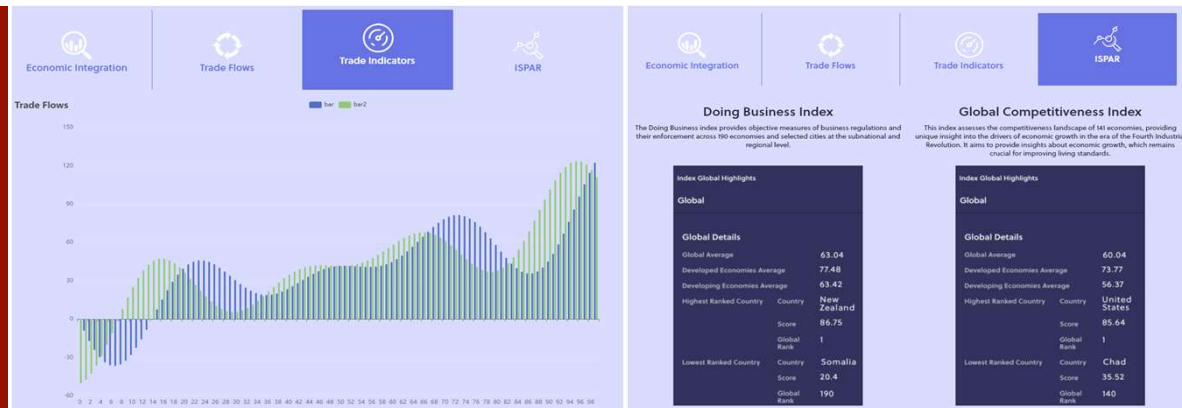 Economic Integration
Trade Flows
Trade Indicators
ISPAR
Trade Flows
bar bar2
150
120
90
60
30
0
-30
-60
0 2 4 6 8 10 12 14 16 18 20 22 24 26 28 30 32 34 36 38 40 42 44 46 48 50 52 54 56 58 60 62 64 66 68 70 72 74 76 78 80 82 84 86 88 90 92 94 96 98
Economic Integration
Trade Flows
Trade Indicators
ISPAR
Doing Business Index
The Doing Business index provides objective measures of business regulations and
their enforcement across 190 economies and selected cities at the subnational and
regional level.
Index Global Highlights
Global
Global Details
Global Average 63.04
Developed Economies Average 77.48
Developing Economies Average 63.42
Highest Ranked Country Country New
Zealand
Score 86.75
Global 1
Rank
Lowest Ranked Country Country Somalia
Score 20.4
Global 190
Rank
Global Competitiveness Index
This index assesses the competitiveness landscape of 141 economies, providing
unique insight into the drivers of economic growth in the era of the Fourth Industria
Revolution. It aims to provide insights about economic growth, which remains
crucial for improving living standards.
Index Global Highlights
Global
Global Details
Global Average 60.04
Developed Economies Average 73.77
Developing Economies Average 56.37
Highest Ranked Country Country United
States
Score 85.64
Global 1
Rank
Lowest Ranked Country Country Chad
Score 35.52
Global 140
Rank